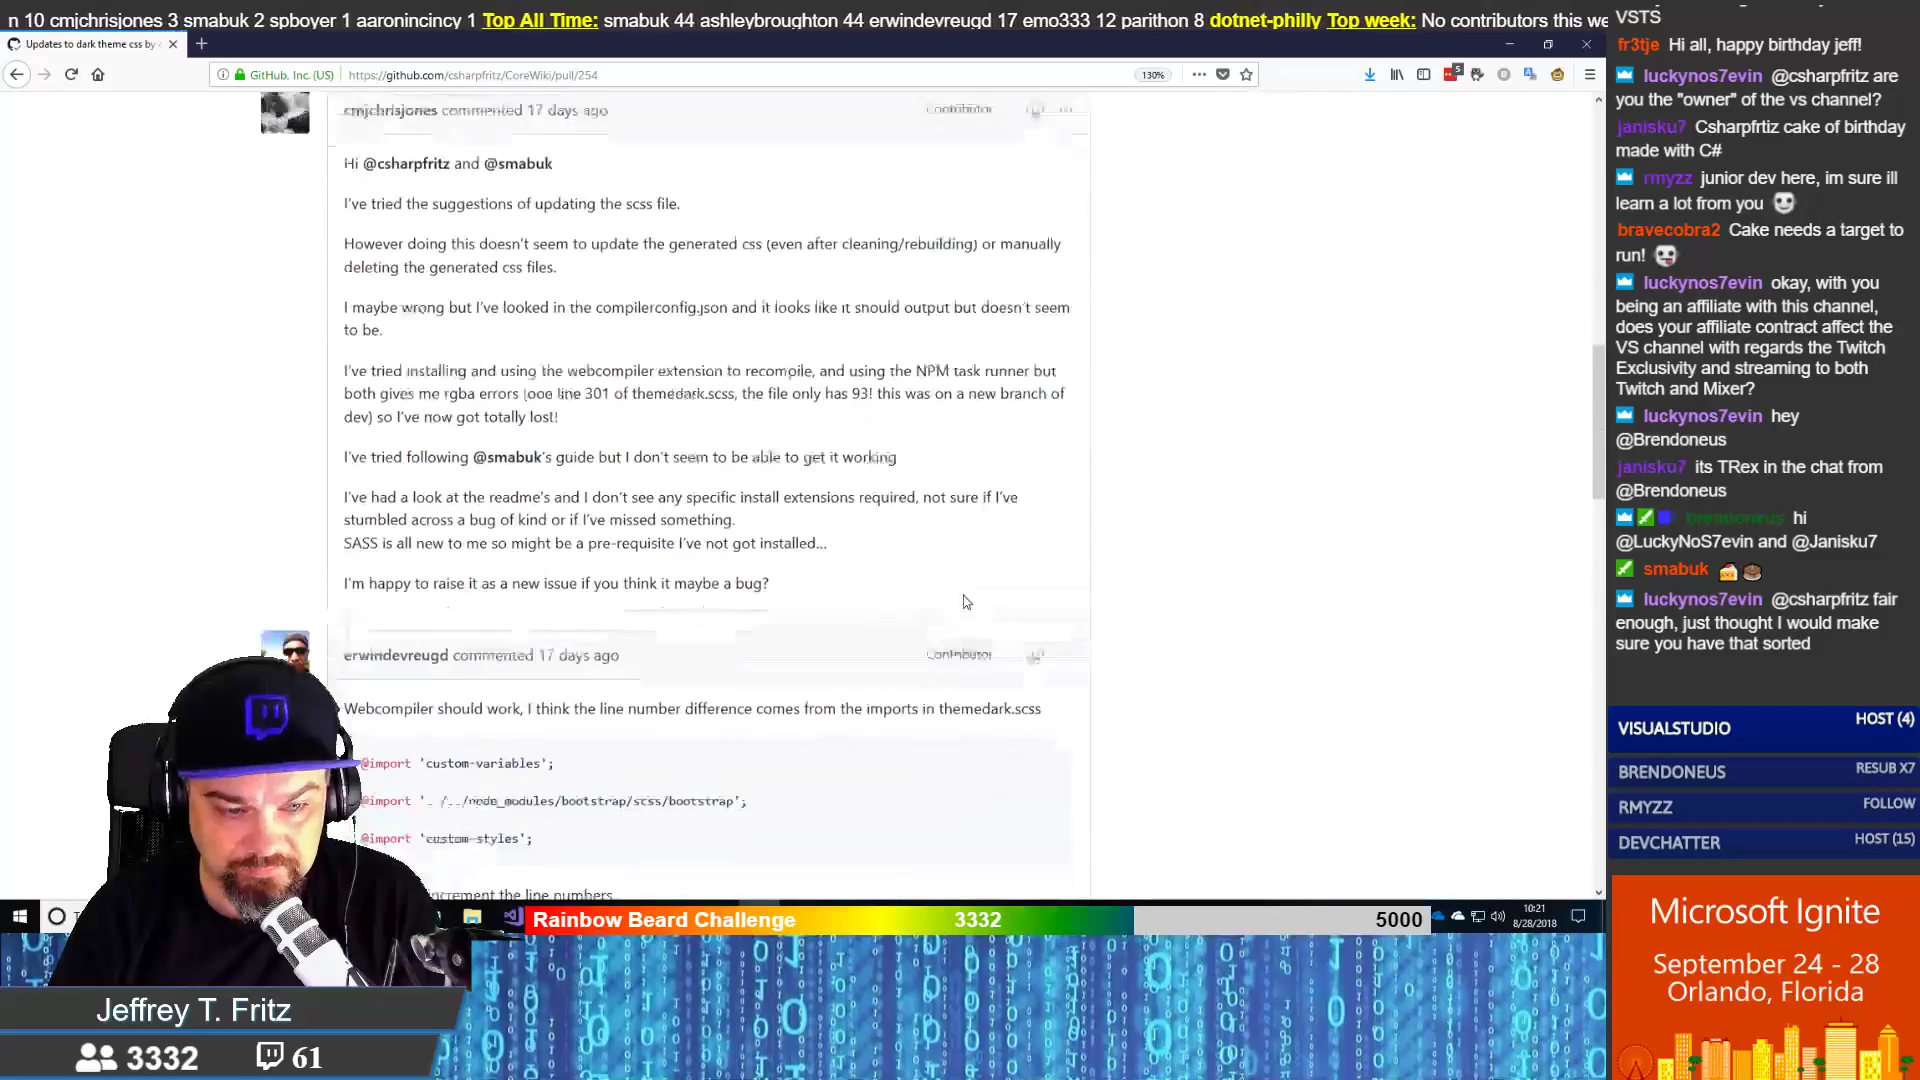 n 10 cmjchrisjones 3 smabuk 2 spboyer 1 aaronincincy 1 Top All Time: smabuk 44 ashleybroughton 44 erwindevreugd 17 emo333 12 parithon 8 dotnet-philly Top week: No contributors this we
Updates to dark theme css by
GitHub, Inc. (US)
https://github.com/csharpfritz/CoreWiki/pull/254
130%
5
cmjchrisjones commented 17 days ago
Contributor
Hi @csharpfritz and @smabuk
I've tried the suggestions of updating the scss file.
However doing this doesn't seem to update the generated css (even after cleaning/rebuilding) or manually
deleting the generated css files.
I maybe wrong but I've looked in the compilerconfig.json and it looks like it should output but doesn't seem
to be.
I've tried installing and using the webcompiler extension to recompile, and using the NPM task runner but
both gives me rgba errors line 301 of themedark.scss, the file only has 93! this was on a new branch of
dev) so I've now got totally lost!
I've tried following @smabuk's guide but I don't seem to be able to get it working
I've had a look at the readme's and I don't see any specific install extensions required, not sure if I've
stumbled across a bug of kind or if I've missed something.
SASS is all new to me so might be a pre-requisite I've not got installed...
I'm happy to raise it as a new issue if you think it maybe a bug?
erwindevreugd commented 17 days ago
Contributor
Webcompiler should work, I think the line number difference comes from the imports in themedark.scss
@import 'custom-variables';
@import '../../node_modules/bootstrap/scss/bootstrap';
@import 'custom-styles';
increment the line numbers.
Rainbow Beard Challenge
3332
5000
10:21
8/28/2018
Jeffrey T. Fritz
3332
61
VSTS
fr3tje Hi all, happy birthday jeff!
luckynos7evin @csharpfritz are
you the "owner" of the vs channel?
janisku7 Csharpfrtiz cake of birthday
made with C#
rmyzz junior dev here, im sure ill
learn a lot from you
bravecobra2 Cake needs a target to
run!
luckynos7evin okay, with you
being an affiliate with this channel,
does your affiliate contract affect the
VS channel with regards the Twitch
Exclusivity and streaming to both
Twitch and Mixer?
luckynos7evin hey
@Brendoneus
janisku7 its TRex in the chat from
@Brendoneus
brendoneus hi
@LuckyNoS7evin and @Janisku7
smabuk
luckynos7evin @csharpfritz fair
enough, just thought I would make
sure you have that sorted
VISUALSTUDIO HOST (4)
BRENDONEUS RESUB X7
RMYZZ FOLLOW
DEVCHATTER HOST (15)
Microsoft Ignite
September 24 - 28
Orlando, Florida